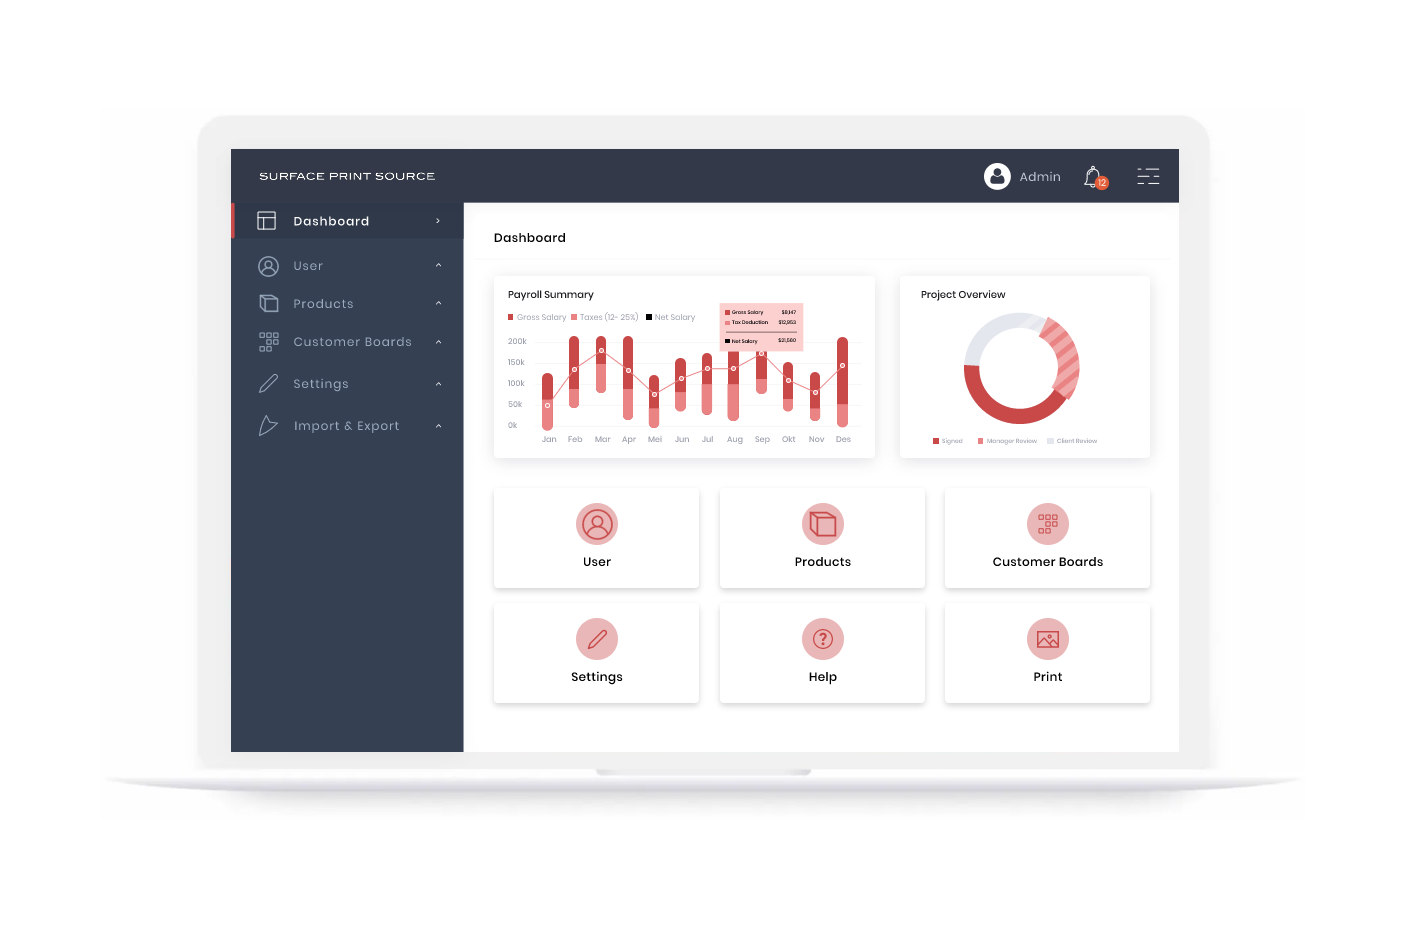 SURFACE PRINT SOURCE
Admin
12
Dashboard
User
Products
Customer Boards
Settings
Import & Export
Dashboard
Payroll Summary
Gross Salary Taxes (12- 25%) Net Salary
Gross Salary $8,147
Tax Deduction $12,953
Net Salary $21,580
200k
150k
100k
50k
0k
Jan Feb Mar Apr Mei Jun Jul Aug Sep Okt Nov Des
Project Overview
Signed Manager Review Client Review
User
Products
Customer Boards
Settings
Help
Print